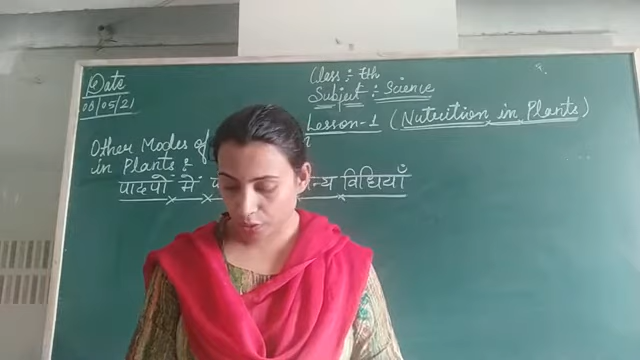 Date
08/05/21
Class :- 7th
Subject :- Science
Lesson-1 (Nutrition in Plants)
Other Modes of
in Plants :
पादपों में विधियाँ